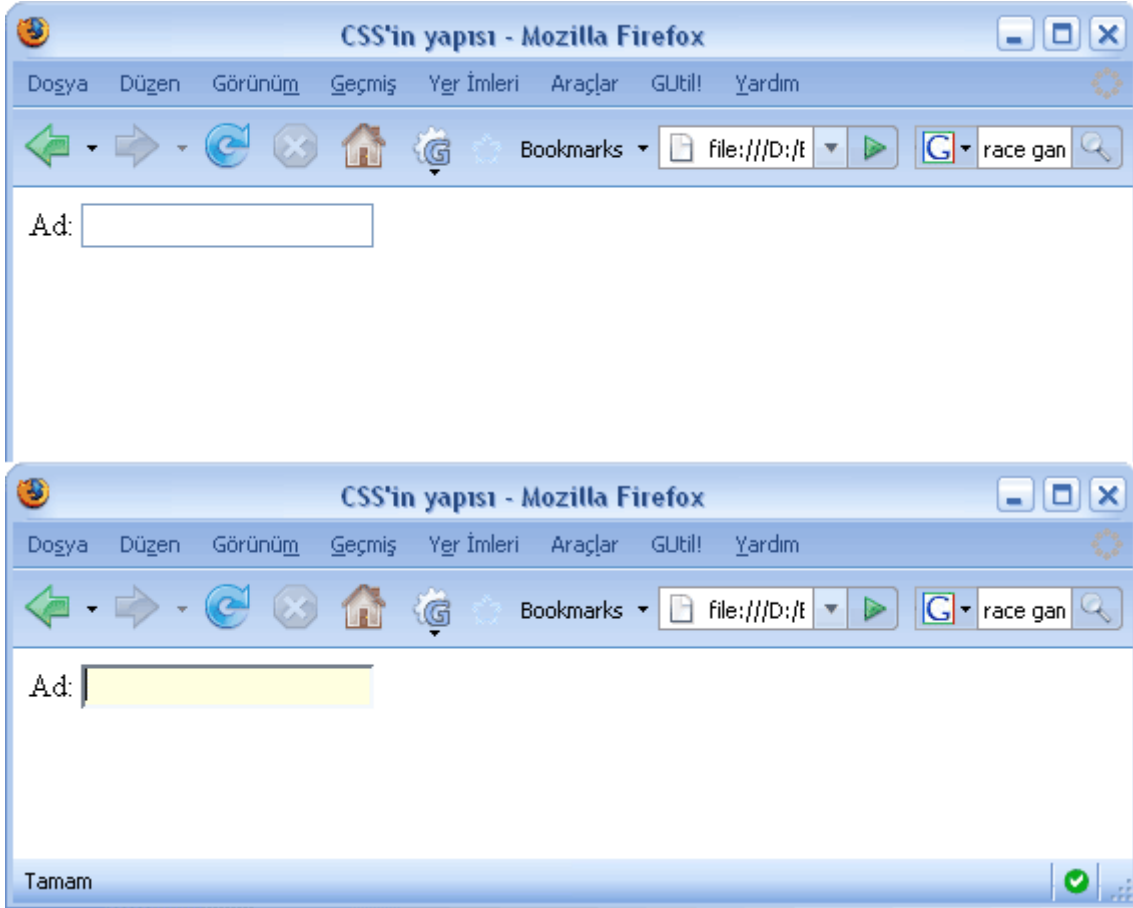 CSS'in yapısı - Mozilla Firefox
Dosya Düzen Görünüm Geçmiş Yer İmleri Araçlar GUtil! Yardım
G Bookmarks file:///D:/E G race gan
Ad:
CSS'in yapısı - Mozilla Firefox
Dosya Düzen Görünüm Geçmiş Yer İmleri Araçlar GUtil! Yardım
G Bookmarks file:///D:/E G race gan
Ad:
Tamam